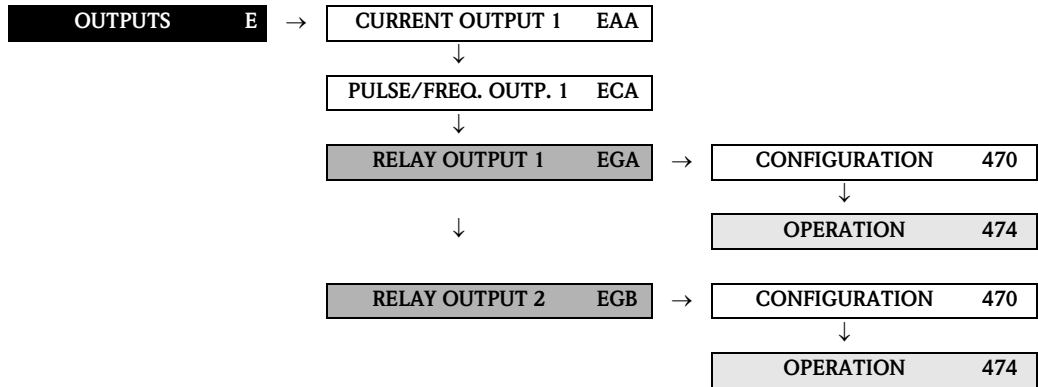 OUTPUTS E → CURRENT OUTPUT 1 EAA
↓
PULSE/FREQ. OUTP. 1 ECA
↓
RELAY OUTPUT 1 EGA → CONFIGURATION 470
↓
↓ OPERATION 474
RELAY OUTPUT 2 EGB → CONFIGURATION 470
↓
OPERATION 474